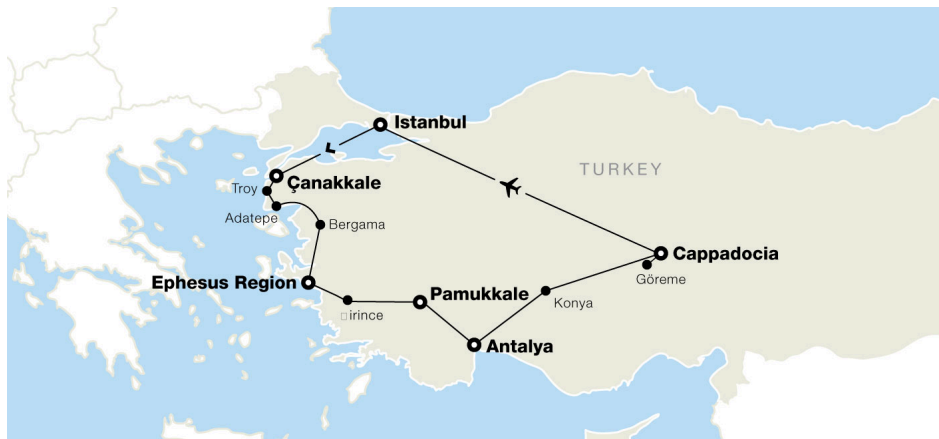 Istanbul
TURKEY
Çanakkale
Troy
Adatepe
Bergama
Cappadocia
Göreme
Ephesus Region
Pamukkale
Konya
□irince
Antalya